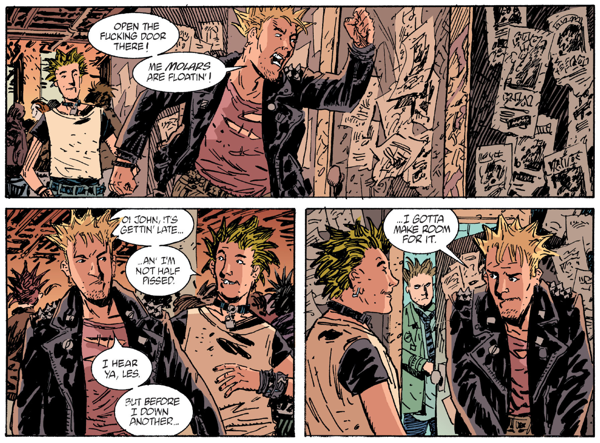 OPEN THE
FUCKING DOOR
THERE!
ME MOLARS
ARE FLOATIN'!
OI JOHN, IT'S
GETTIN' LATE...
...AN' I'M
NOT HALF
PISSED.
I HEAR
YA, LES.
BUT BEFORE
I DOWN
ANOTHER...
...I GOTTA
MAKE ROOM
FOR IT.